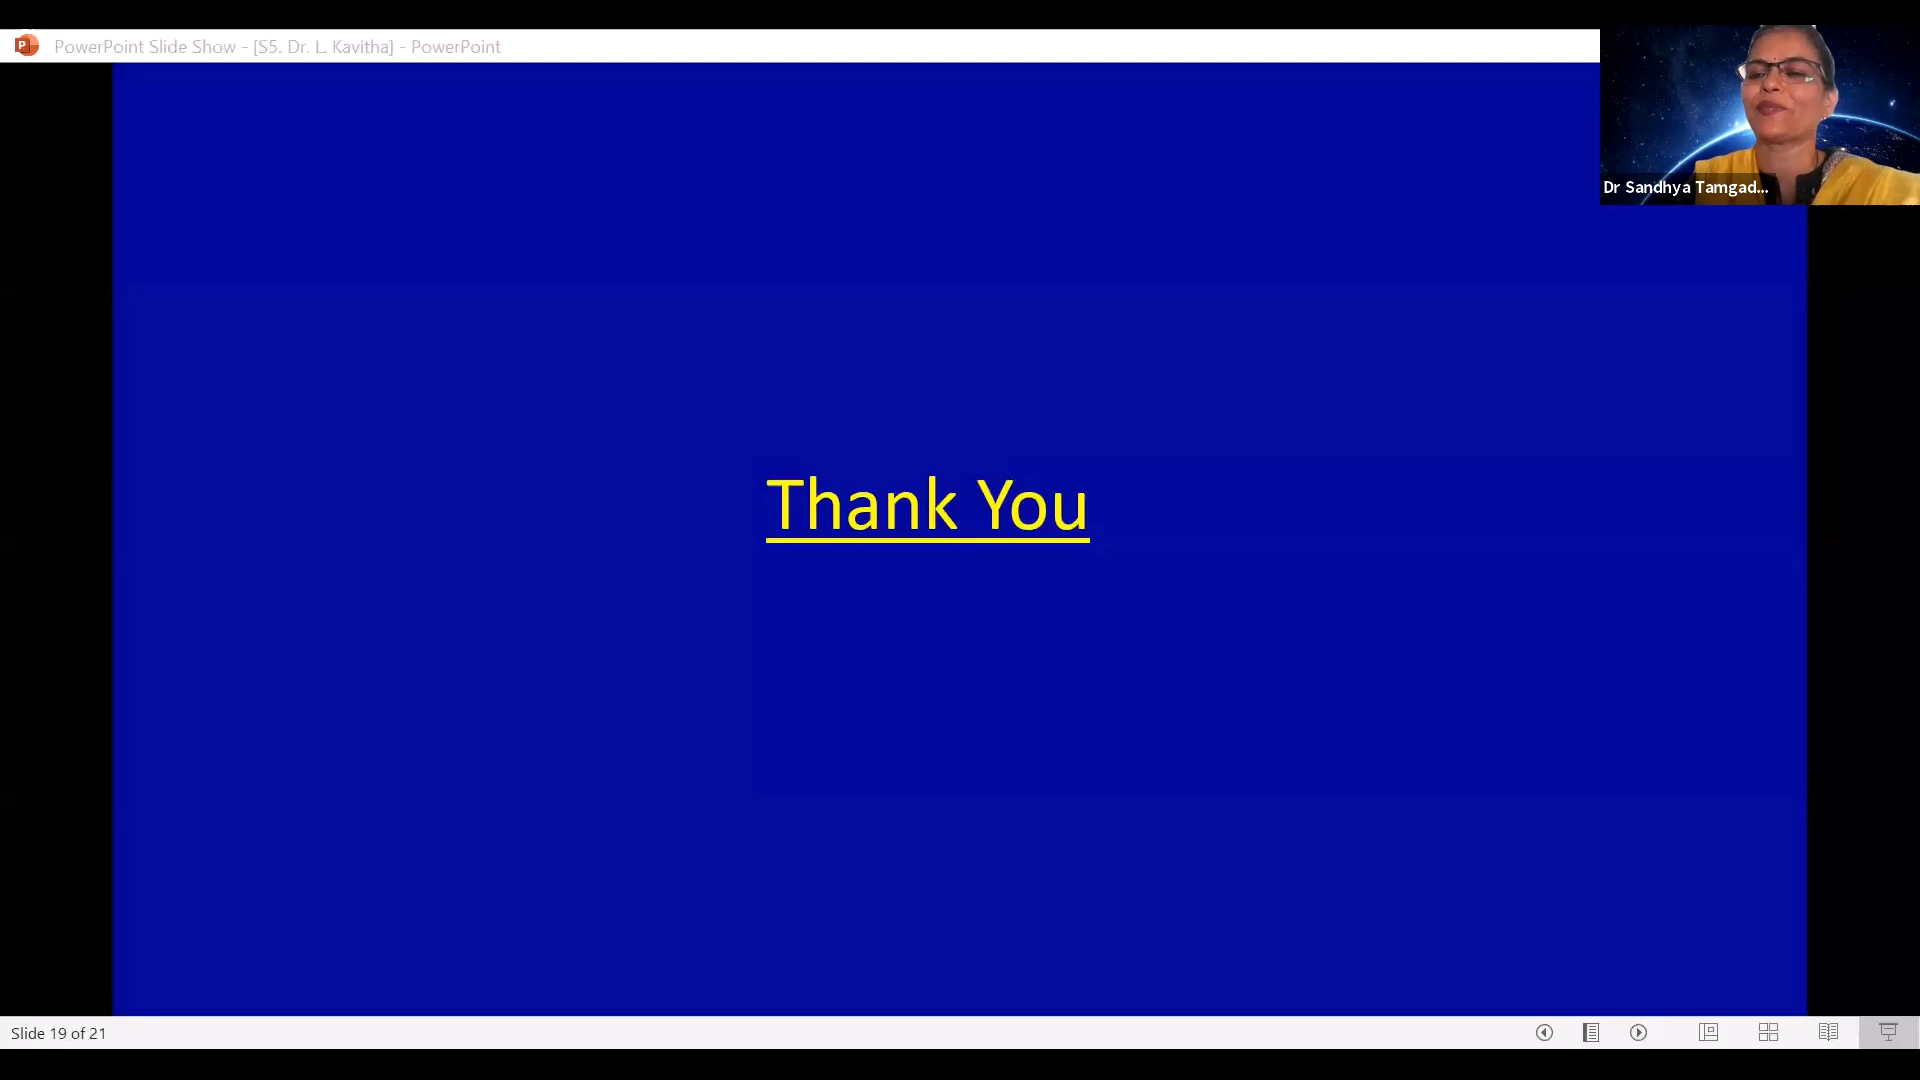 PowerPoint Slide Show - [S5. Dr. L. Kavitha] - PowerPoint
Dr Sandhya Tamgad...
Thank You
Slide 19 of 21